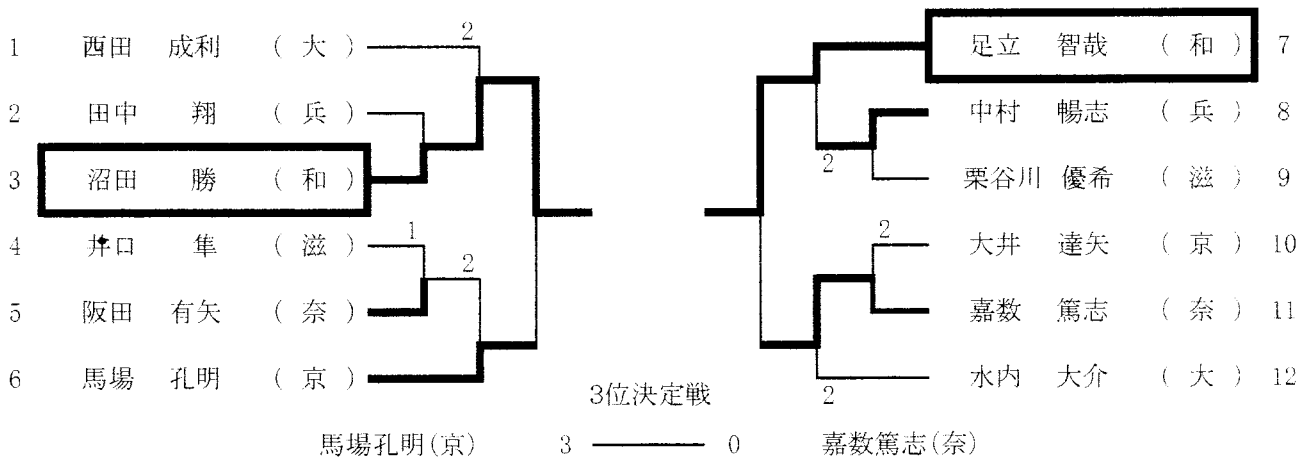 1 西田 成利 (大) 2
2 田中 翔 (兵)
3 沼田 勝 (和)
4 井口 隼 (滋) 1
2
5 阪田 有矢 (奈)
6 馬場 孔明 (京)
足立 智哉 (和) 7
中村 暢志 (兵) 8
2
栗谷川 優希 (滋) 9
2 大井 達矢 (京) 10
嘉数 篤志 (奈) 11
水内 大介 (大) 12
2
3位決定戦
馬場孔明(京) 3 ―― 0 嘉数篤志(奈)